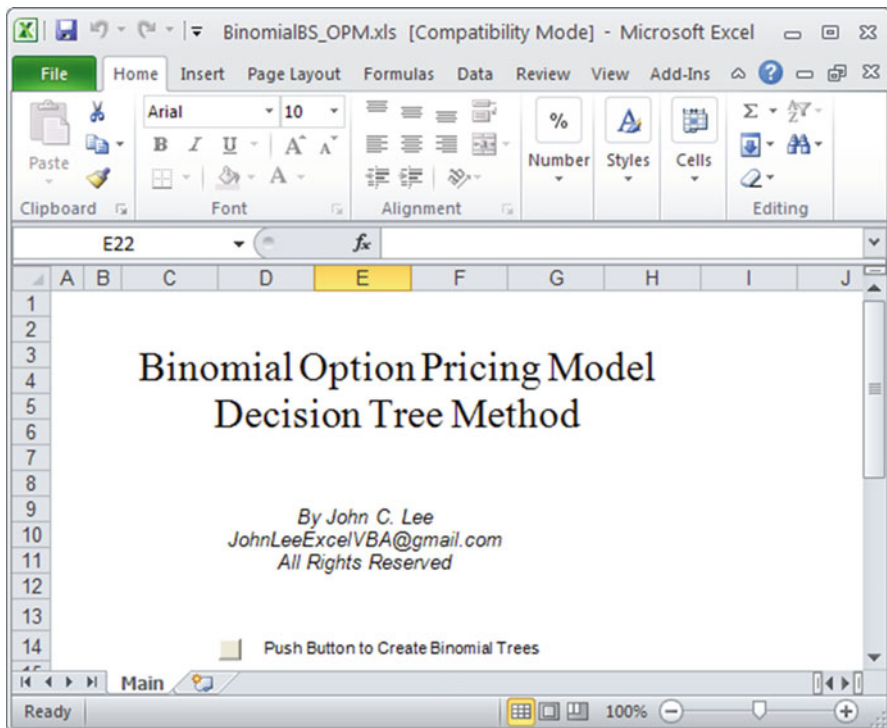 BinomialBS_OPM.xls [Compatibility Mode] - Microsoft Excel
File Home Insert Page Layout Formulas Data Review View Add-Ins
Arial 10
Paste
B I U A A
A
% Number Styles Cells
Σ
Clipboard Font Alignment Editing
E22 fx
A B C D E F G H I J
1
2
3
4
5
6
7
8
9
10
11
12
13
14
15
Binomial Option Pricing Model
Decision Tree Method
By John C. Lee
JohnLeeExcelVBA@gmail.com
All Rights Reserved
Push Button to Create Binomial Trees
Main
Ready 100%